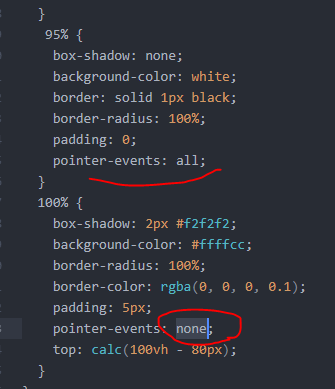 }
95% {
box-shadow: none;
background-color: white;
border: solid 1px black;
border-radius: 100%;
padding: 0;
pointer-events: all;
}
100% {
box-shadow: 2px #f2f2f2;
background-color: #ffffcc;
border-radius: 100%;
border-color: rgba(0, 0, 0, 0.1);
padding: 5px;
pointer-events: none;
top: calc(100vh - 80px);
}